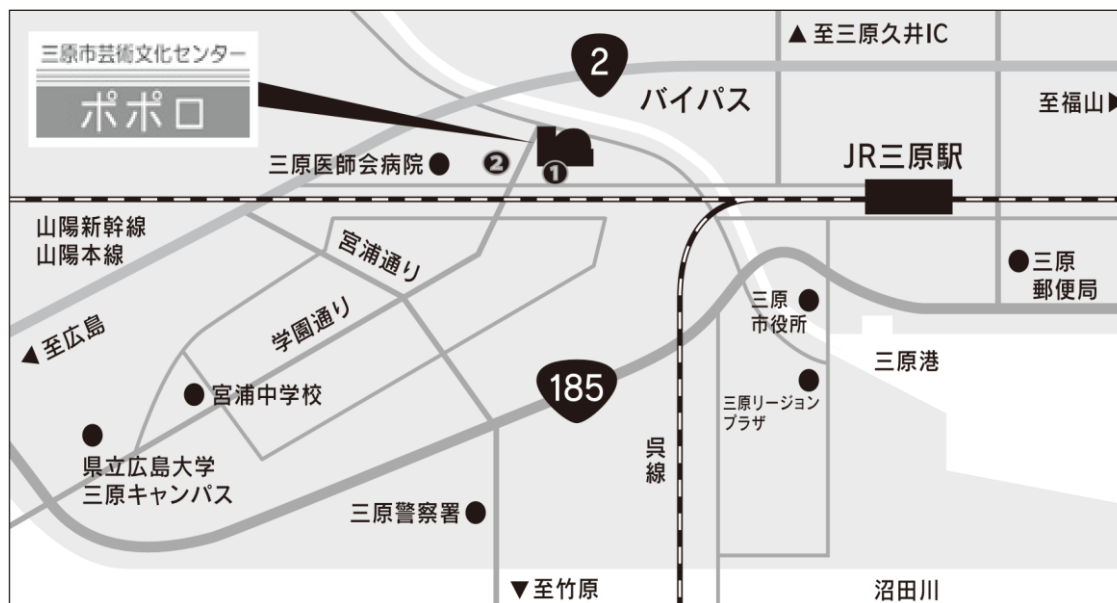 三原市芸術文化センター
ポポロ
2
バイパス
▲至三原久井IC
至福山▶
三原医師会病院
❷
❶
JR三原駅
山陽新幹線
山陽本線
宮浦通り
学園通り
▲至広島
宮浦中学校
県立広島大学
三原キャンパス
185
三原
市役所
三原リージョン
プラザ
三原
郵便局
三原港
呉線
三原警察署
▼至竹原
沼田川